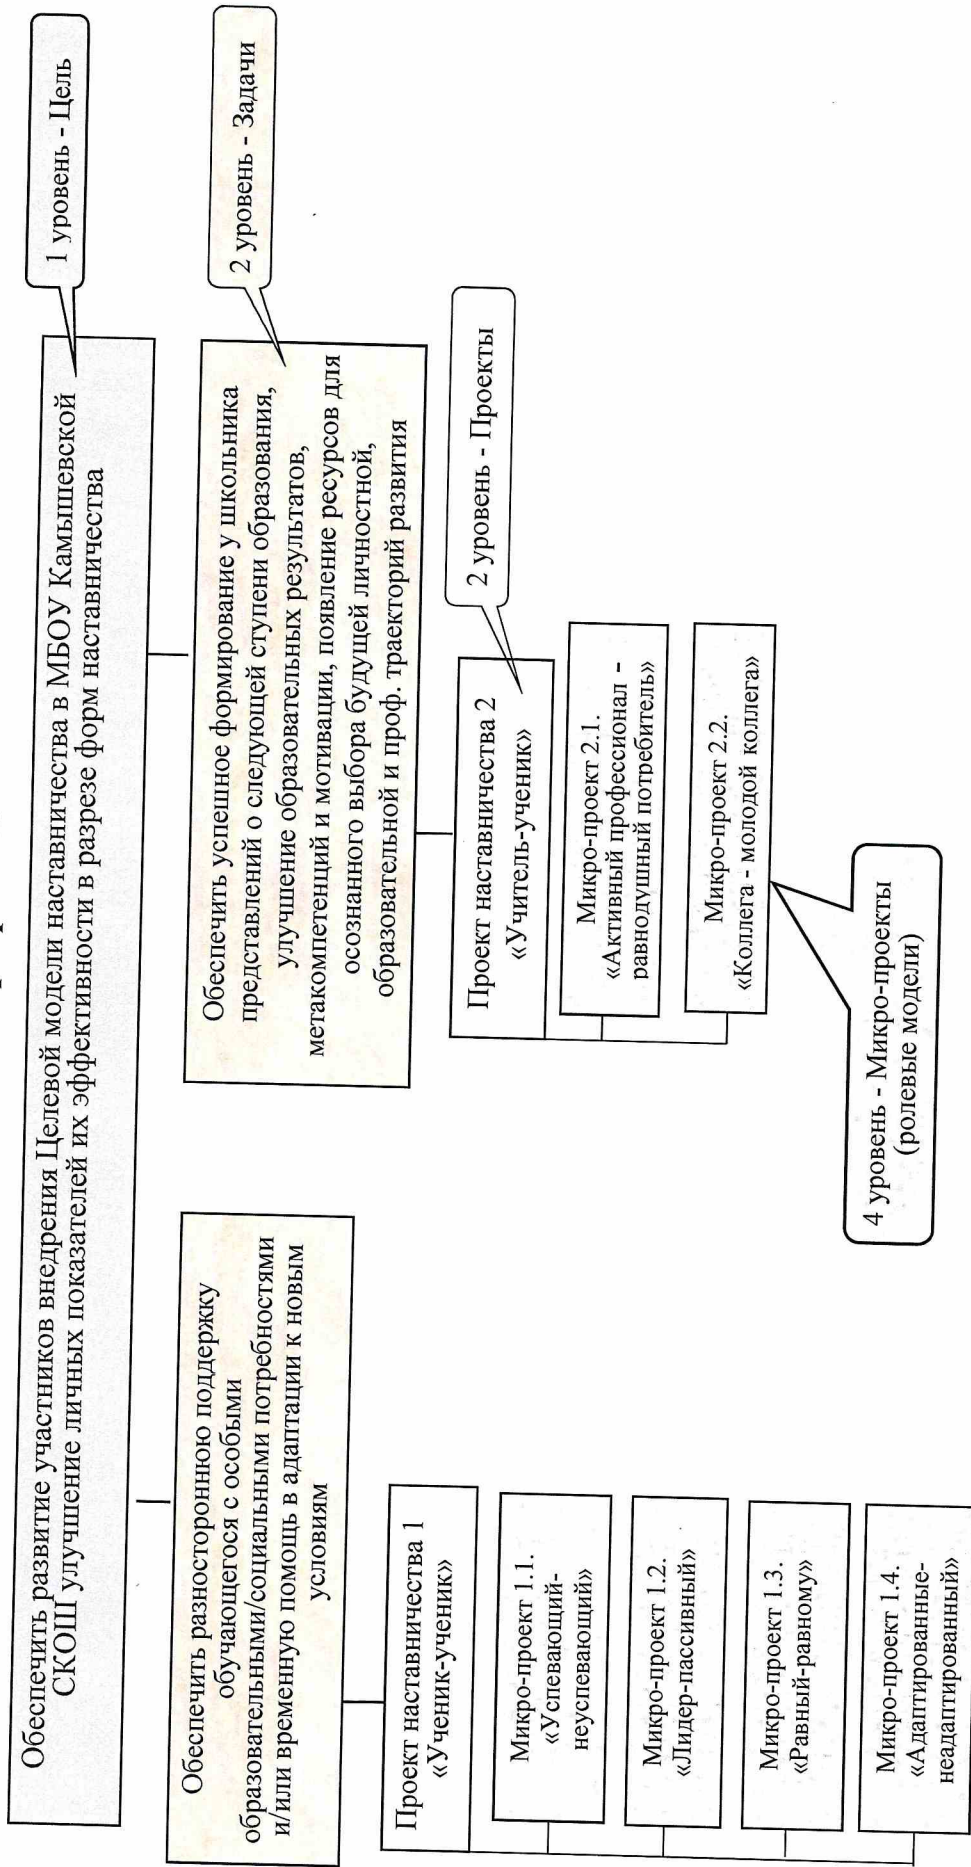 Обеспечить развитие участников внедрения Целевой модели наставничества в МБОУ Камышевской
СКОШ улучшение личных показателей их эффективности в разрезе форм наставничества
1 уровень - Цель
Обеспечить разностороннюю поддержку
обучающегося с особыми
образовательными/социальными потребностями
и/или временную помощь в адаптации к новым
условиям
Обеспечить успешное формирование у школьника
представлений о следующей ступени образования,
улучшение образовательных результатов,
метакомпетенций и мотивации, появление ресурсов для
осознанного выбора будущей личностной,
образовательной и проф. траекторий развития
2 уровень - Задачи
Проект наставничества 1
«Ученик-ученик»
Микро-проект 1.1.
«Успевающий-
неуспевающий»
Микро-проект 1.2.
«Лидер-пассивный»
Микро-проект 1.3.
«Равный-равному»
Микро-проект 1.4.
«Адаптированные-
неадаптированный»
Проект наставничества 2
«Учитель-ученик»
2 уровень - Проекты
Микро-проект 2.1.
«Активный профессионал -
равнодушный потребитель»
Микро-проект 2.2.
«Коллега - молодой коллега»
4 уровень - Микро-проекты
(ролевые модели)